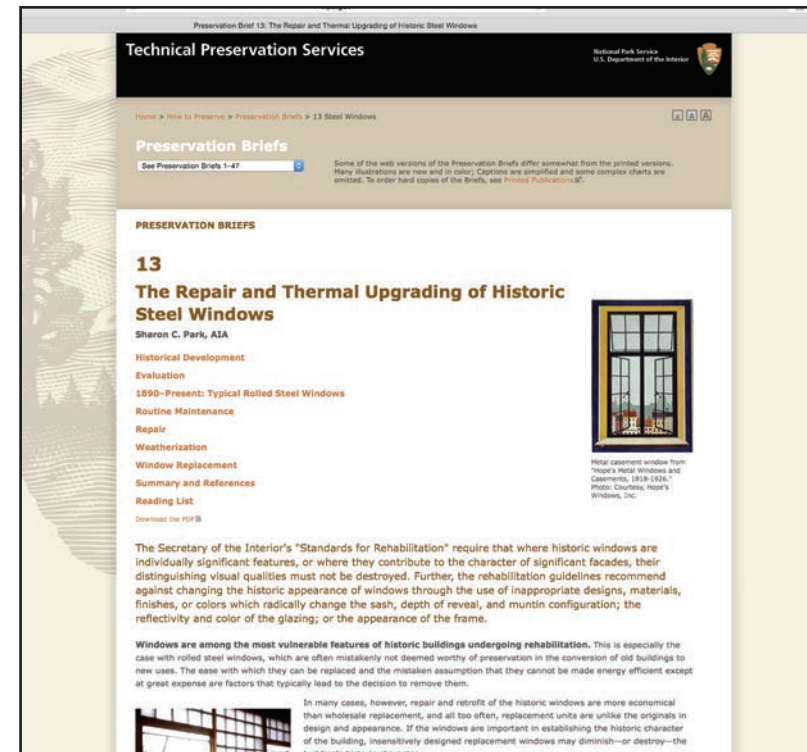 Preservation Brief 13: The Repair and Thermal Upgrading of Historic Steel Windows
Technical Preservation Services
National Park Service
U.S. Department of the Interior
Home > How to Preserve > Preservation Briefs > 13 Steel Windows
A A A
Preservation Briefs
See Preservation Briefs 1–47
Some of the web versions of the Preservation Briefs differ somewhat from the printed versions.
Many illustrations are new and in color; Captions are simplified and some complex charts are
omitted. To order hard copies of the Briefs, see Printed Publications.
PRESERVATION BRIEFS
13
The Repair and Thermal Upgrading of Historic
Steel Windows
Sharon C. Park, AIA
Historical Development
Evaluation
1890–Present: Typical Rolled Steel Windows
Routine Maintenance
Repair
Weatherization
Window Replacement
Summary and References
Reading List
Download the PDF
Metal casement window from
"Hope's Metal Windows and
Casements, 1818-1926."
Photo: Courtesy, Hope's
Windows, Inc.
The Secretary of the Interior's "Standards for Rehabilitation" require that where historic windows are
individually significant features, or where they contribute to the character of significant facades, their
distinguishing visual qualities must not be destroyed. Further, the rehabilitation guidelines recommend
against changing the historic appearance of windows through the use of inappropriate designs, materials,
finishes, or colors which radically change the sash, depth of reveal, and muntin configuration; the
reflectivity and color of the glazing; or the appearance of the frame.
Windows are among the most vulnerable features of historic buildings undergoing rehabilitation. This is especially the
case with rolled steel windows, which are often mistakenly not deemed worthy of preservation in the conversion of old buildings to
new uses. The ease with which they can be replaced and the mistaken assumption that they cannot be made energy efficient except
at great expense are factors that typically lead to the decision to remove them.
In many cases, however, repair and retrofit of the historic windows are more economical
than wholesale replacement, and all too often, replacement units are unlike the originals in
design and appearance. If the windows are important in establishing the historic character
of the building, insensitively designed replacement windows may diminish—or destroy—the